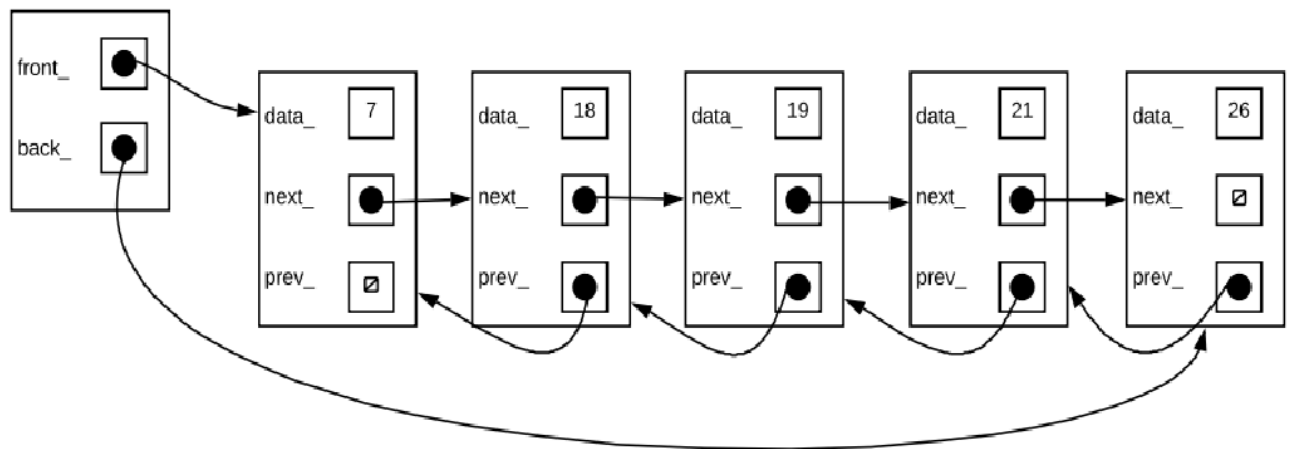 front_
back_
data_ 7
next_
prev_
data_ 18
next_
prev_
data_ 19
next_
prev_
data_ 21
next_
prev_
data_ 26
next_
prev_